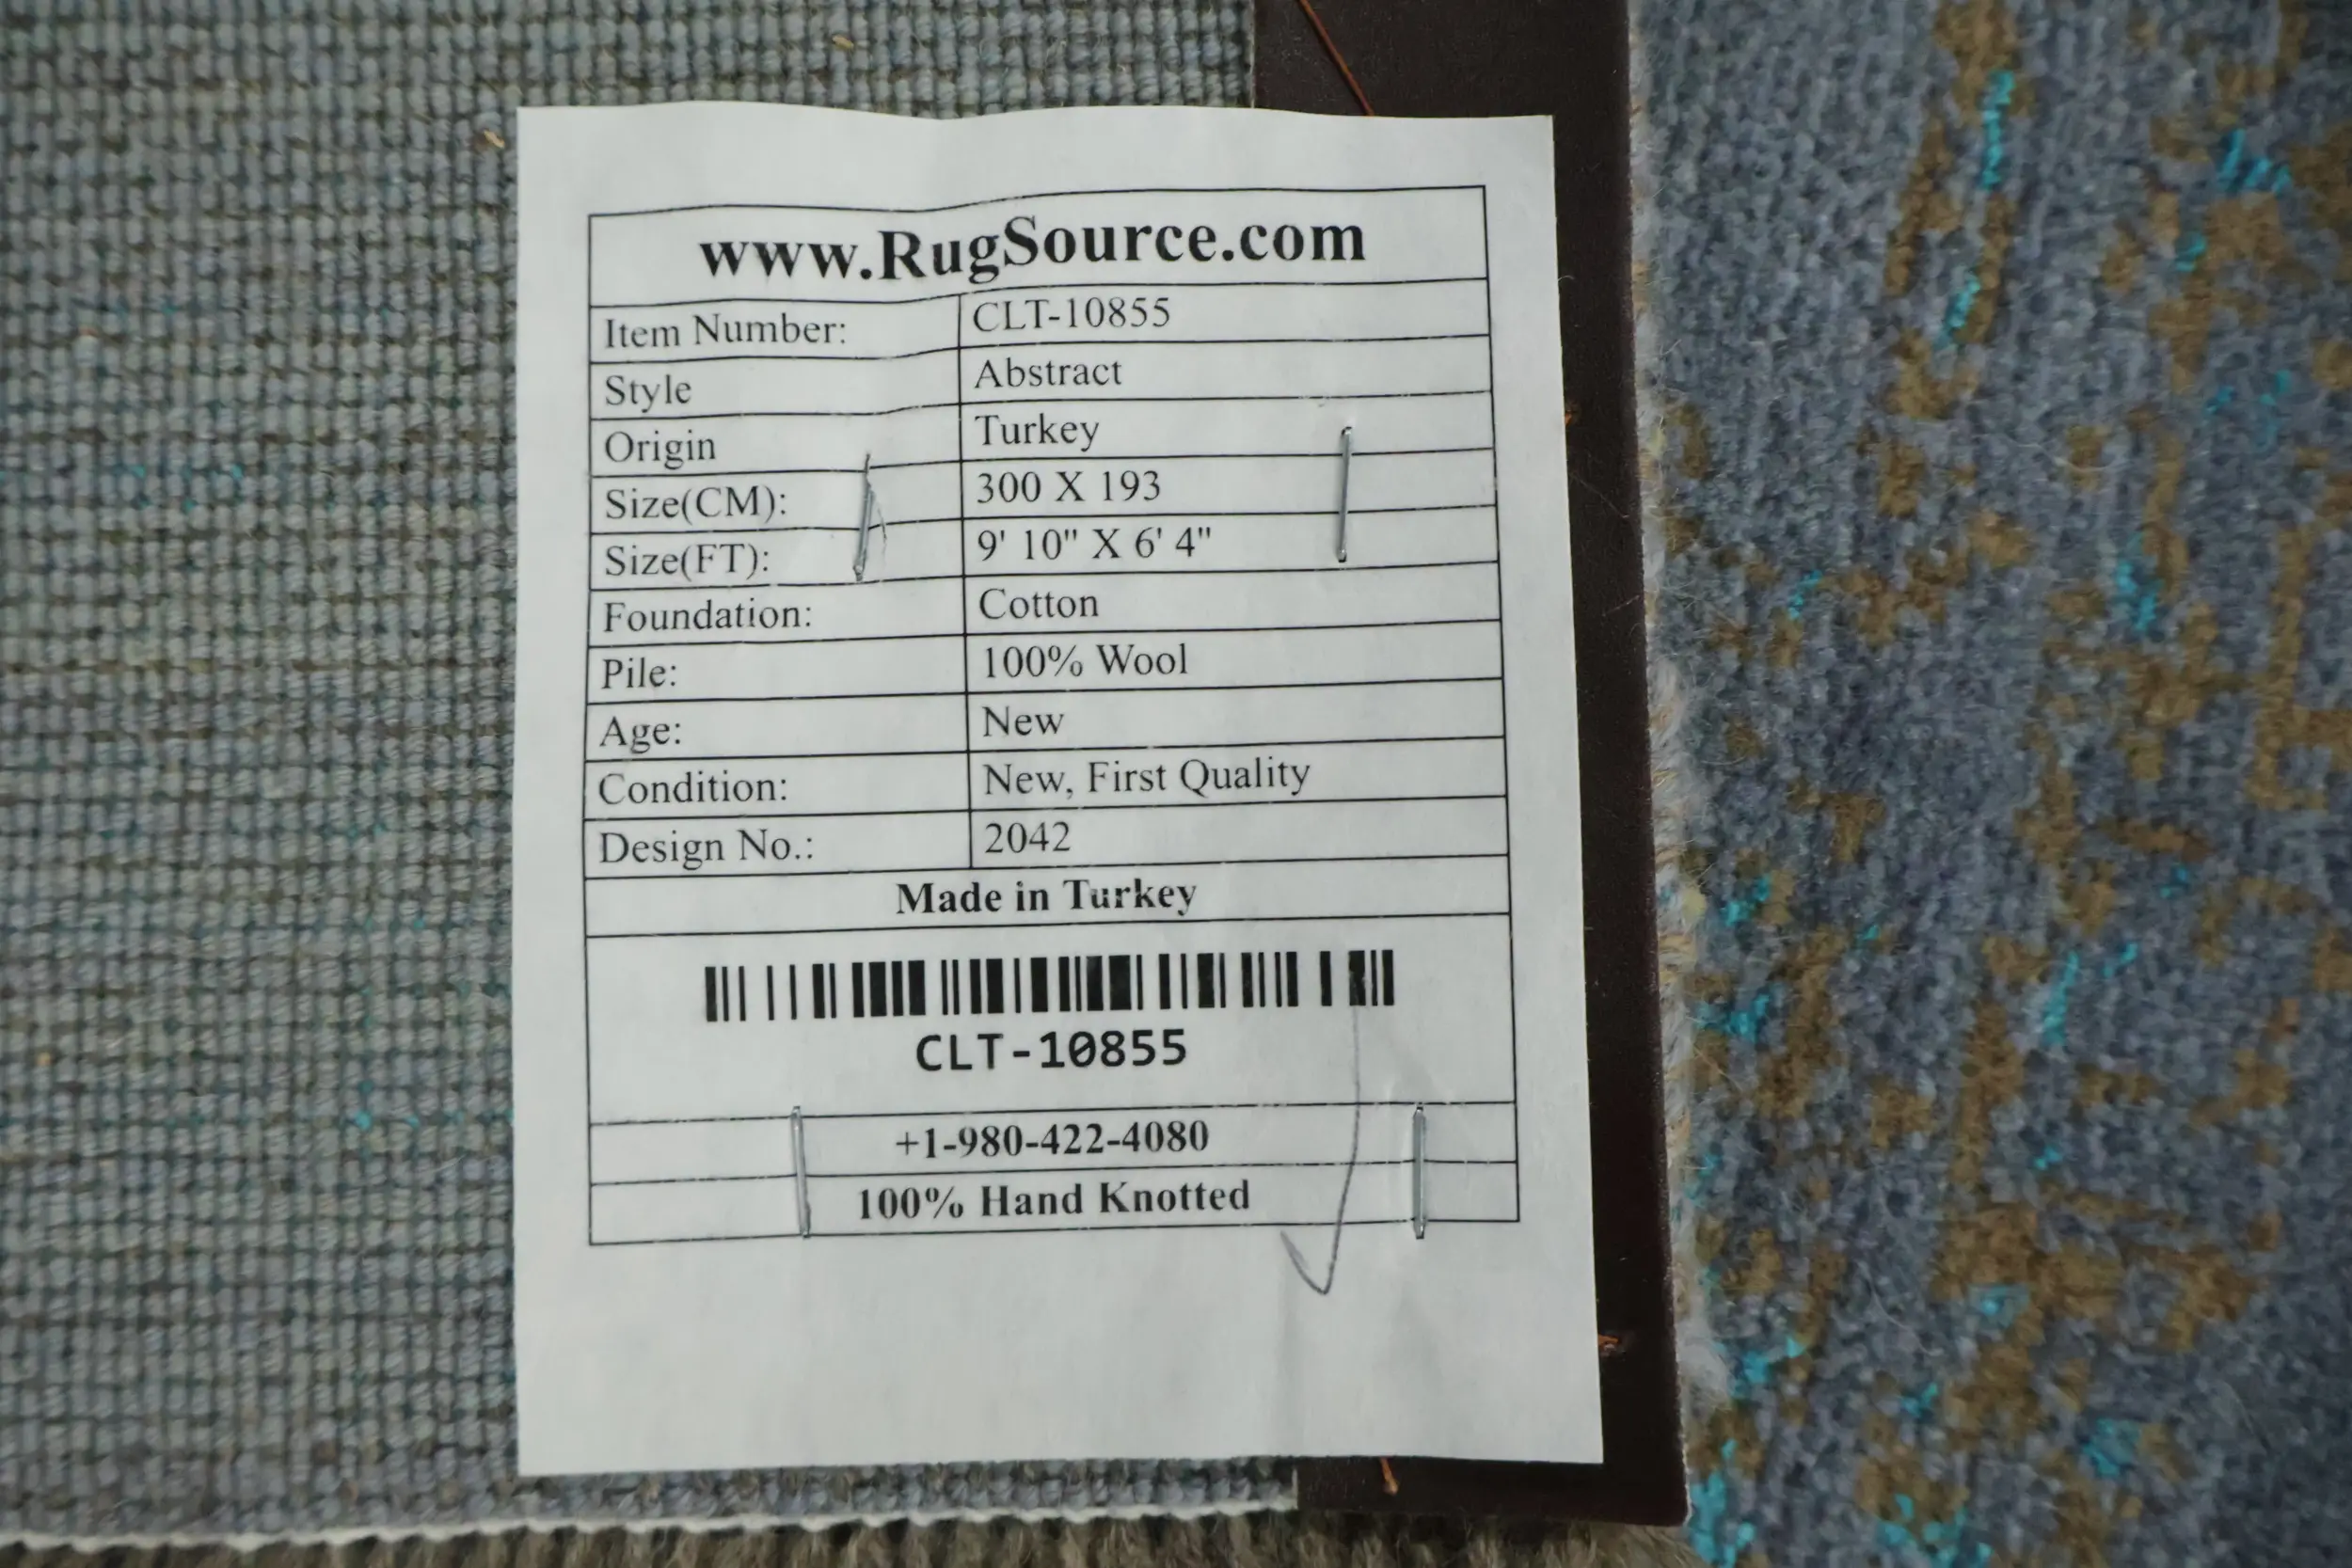 www.RugSource.com
Item Number: CLT-10855
Style Abstract
Origin Turkey
Size(CM): 300 X 193
Size(FT): 9' 10" X 6' 4"
Foundation: Cotton
Pile: 100% Wool
Age: New
Condition: New, First Quality
Design No.: 2042
Made in Turkey
CLT-10855
+1-980-422-4080
100% Hand Knotted